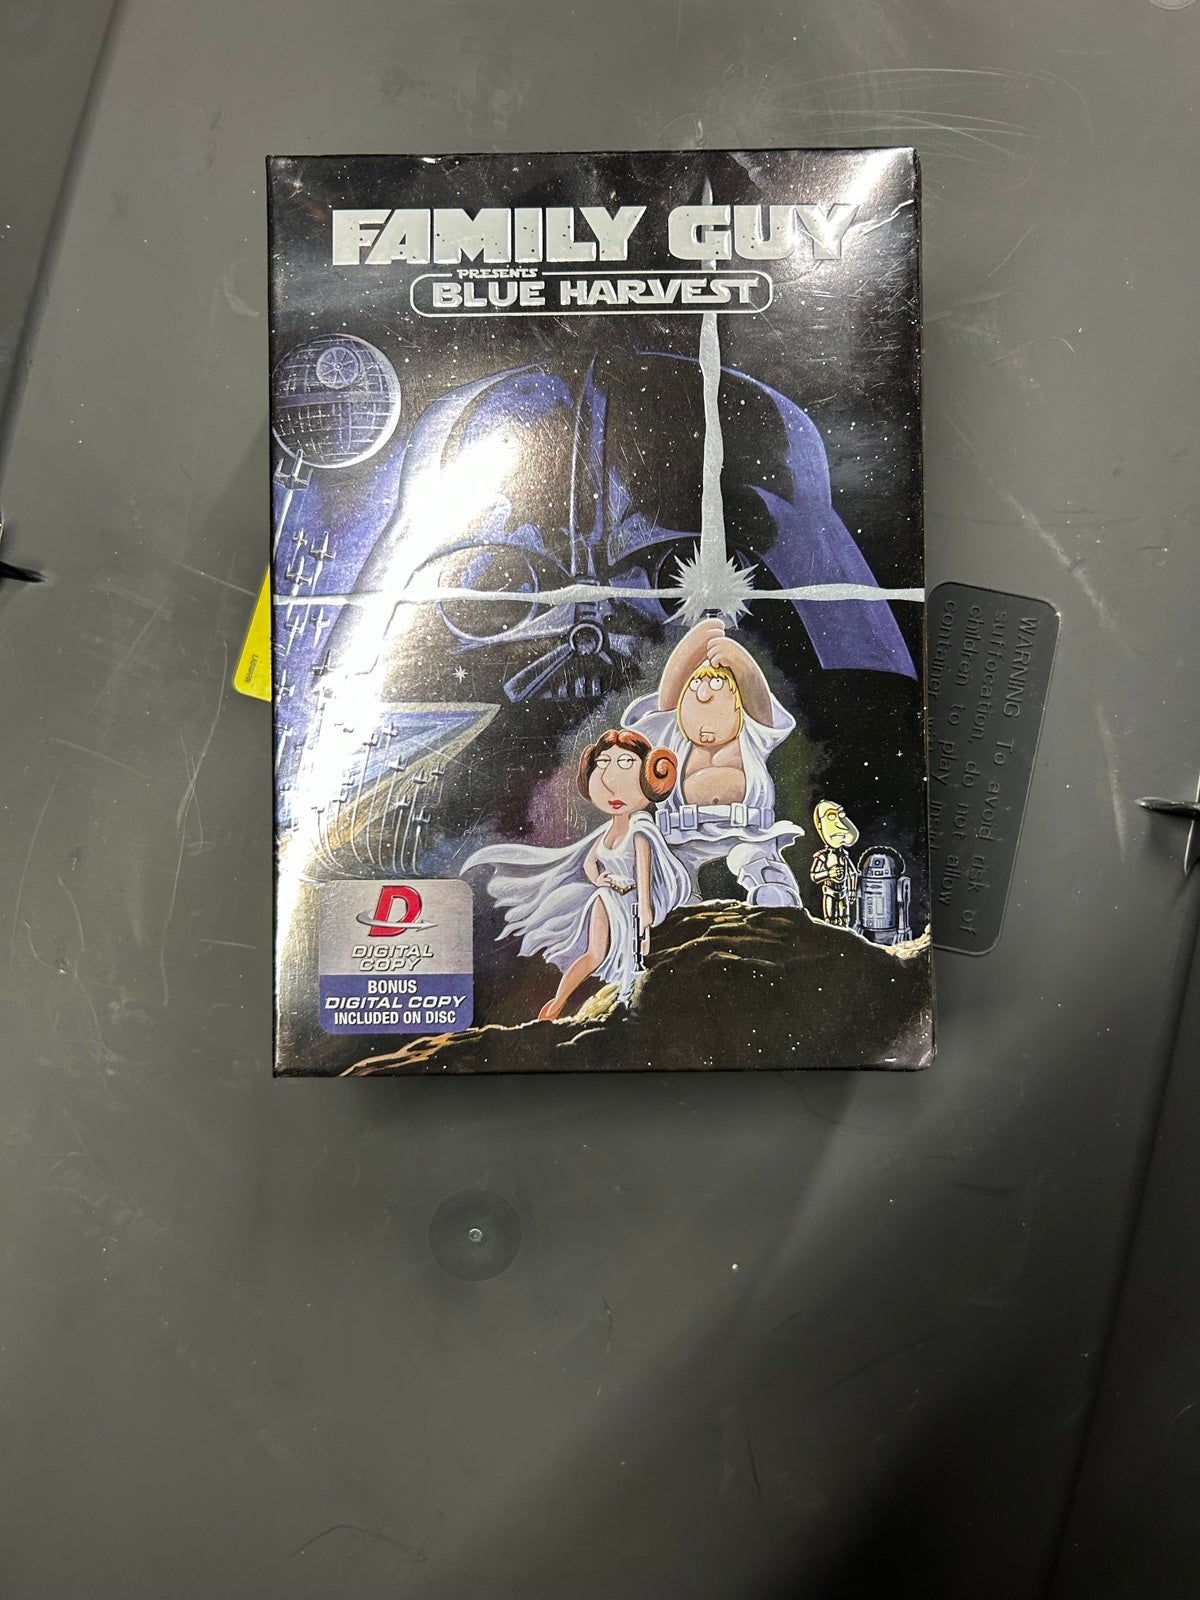 FAMILY GUY
PRESENTS
BLUE HARVEST
D
DIGITAL
COPY
BONUS
DIGITAL COPY
INCLUDED ON DISC
WARNING To avoid risk of
suffocation, do not allow
children to play
container